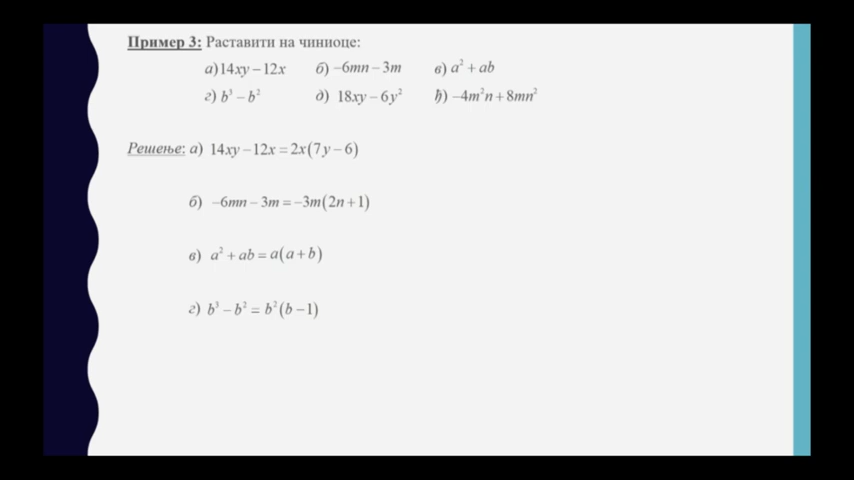 Пример 3: Раставити на чиниоце:
а) 14xy – 12x б) –6mn – 3m в) a² + ab
г) b³ – b² д) 18xy – 6y² ђ) –4m²n + 8mn²
Решење: а) 14xy – 12x = 2x(7y – 6)
б) –6mn – 3m = –3m(2n + 1)
в) a² + ab = a(a + b)
г) b³ – b² = b²(b – 1)